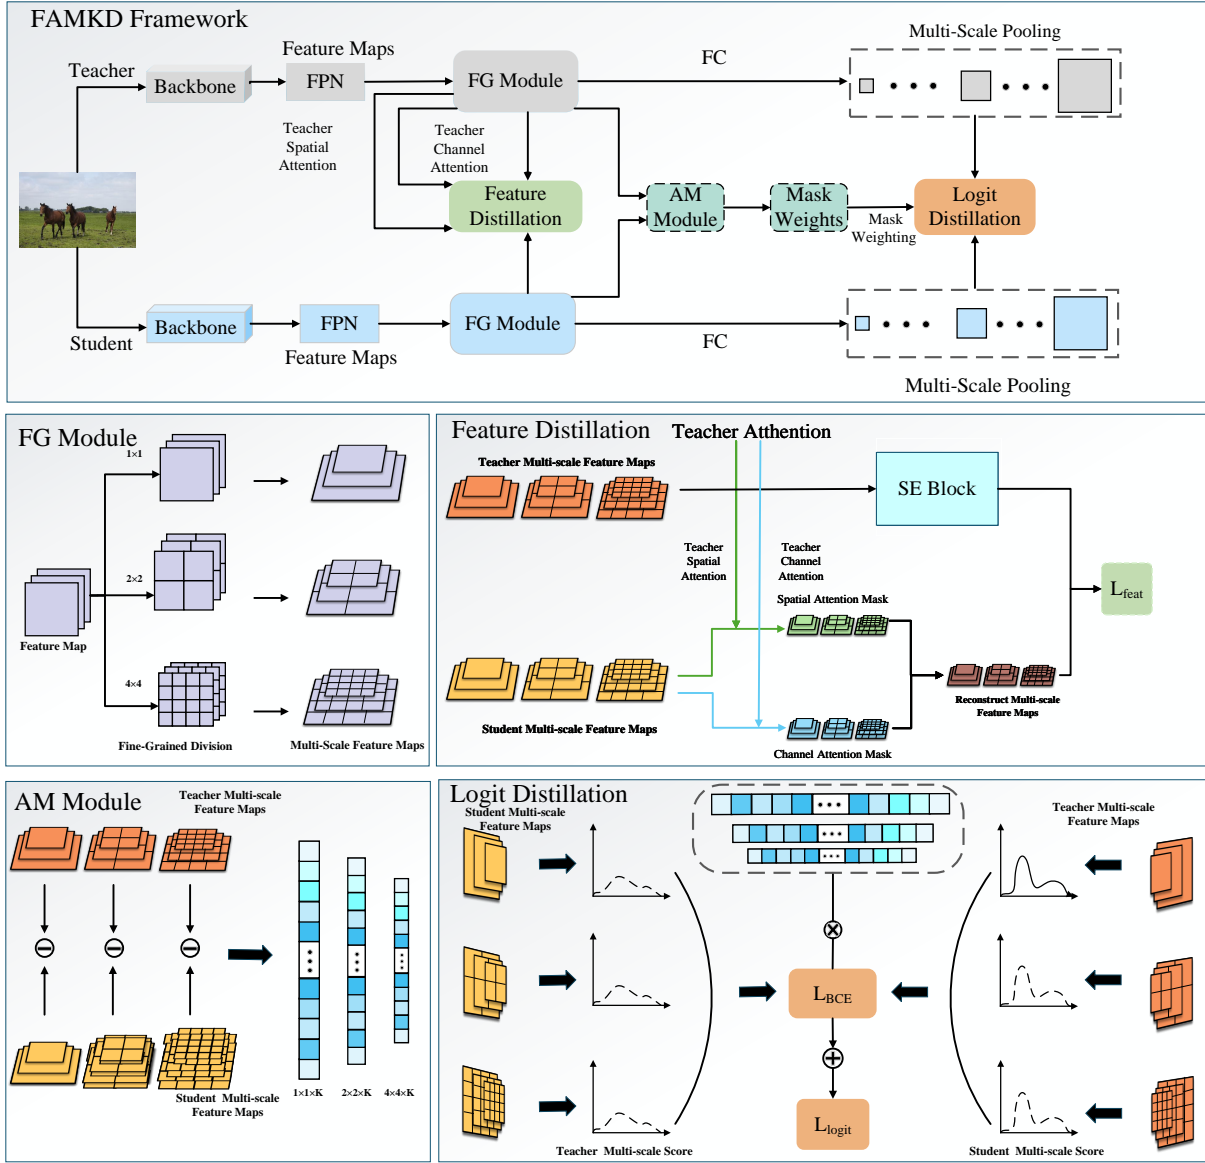 FAMKD Framework
Teacher
Backbone
Feature Maps
FPN
FG Module
FC
Multi-Scale Pooling
Teacher
Spatial
Attention
Teacher
Channel
Attention
Feature
Distillation
AM
Module
Mask
Weights
Mask
Weighting
Logit
Distillation
Student
Backbone
FPN
Feature Maps
FG Module
FC
Multi-Scale Pooling
FG Module
1×1
2×2
4×4
Feature Map
Fine-Grained Division
Multi-Scale Feature Maps
Feature Distillation
Teacher Atthention
Teacher Multi-scale Feature Maps
SE Block
Teacher
Spatial
Attention
Teacher
Channel
Attention
Spatial Attention Mask
L_feat
Student Multi-scale Feature Maps
Reconstruct Multi-scale
Feature Maps
Channel Attention Mask
AM Module
Teacher Multi-scale
Feature Maps
Student Multi-scale
Feature Maps
1×1×K
2×2×K
4×4×K
Logit Distillation
Student Multi-scale
Feature Maps
Teacher Multi-scale
Feature Maps
L_BCE
L_logit
Teacher Multi-scale Score
Student Multi-scale Score